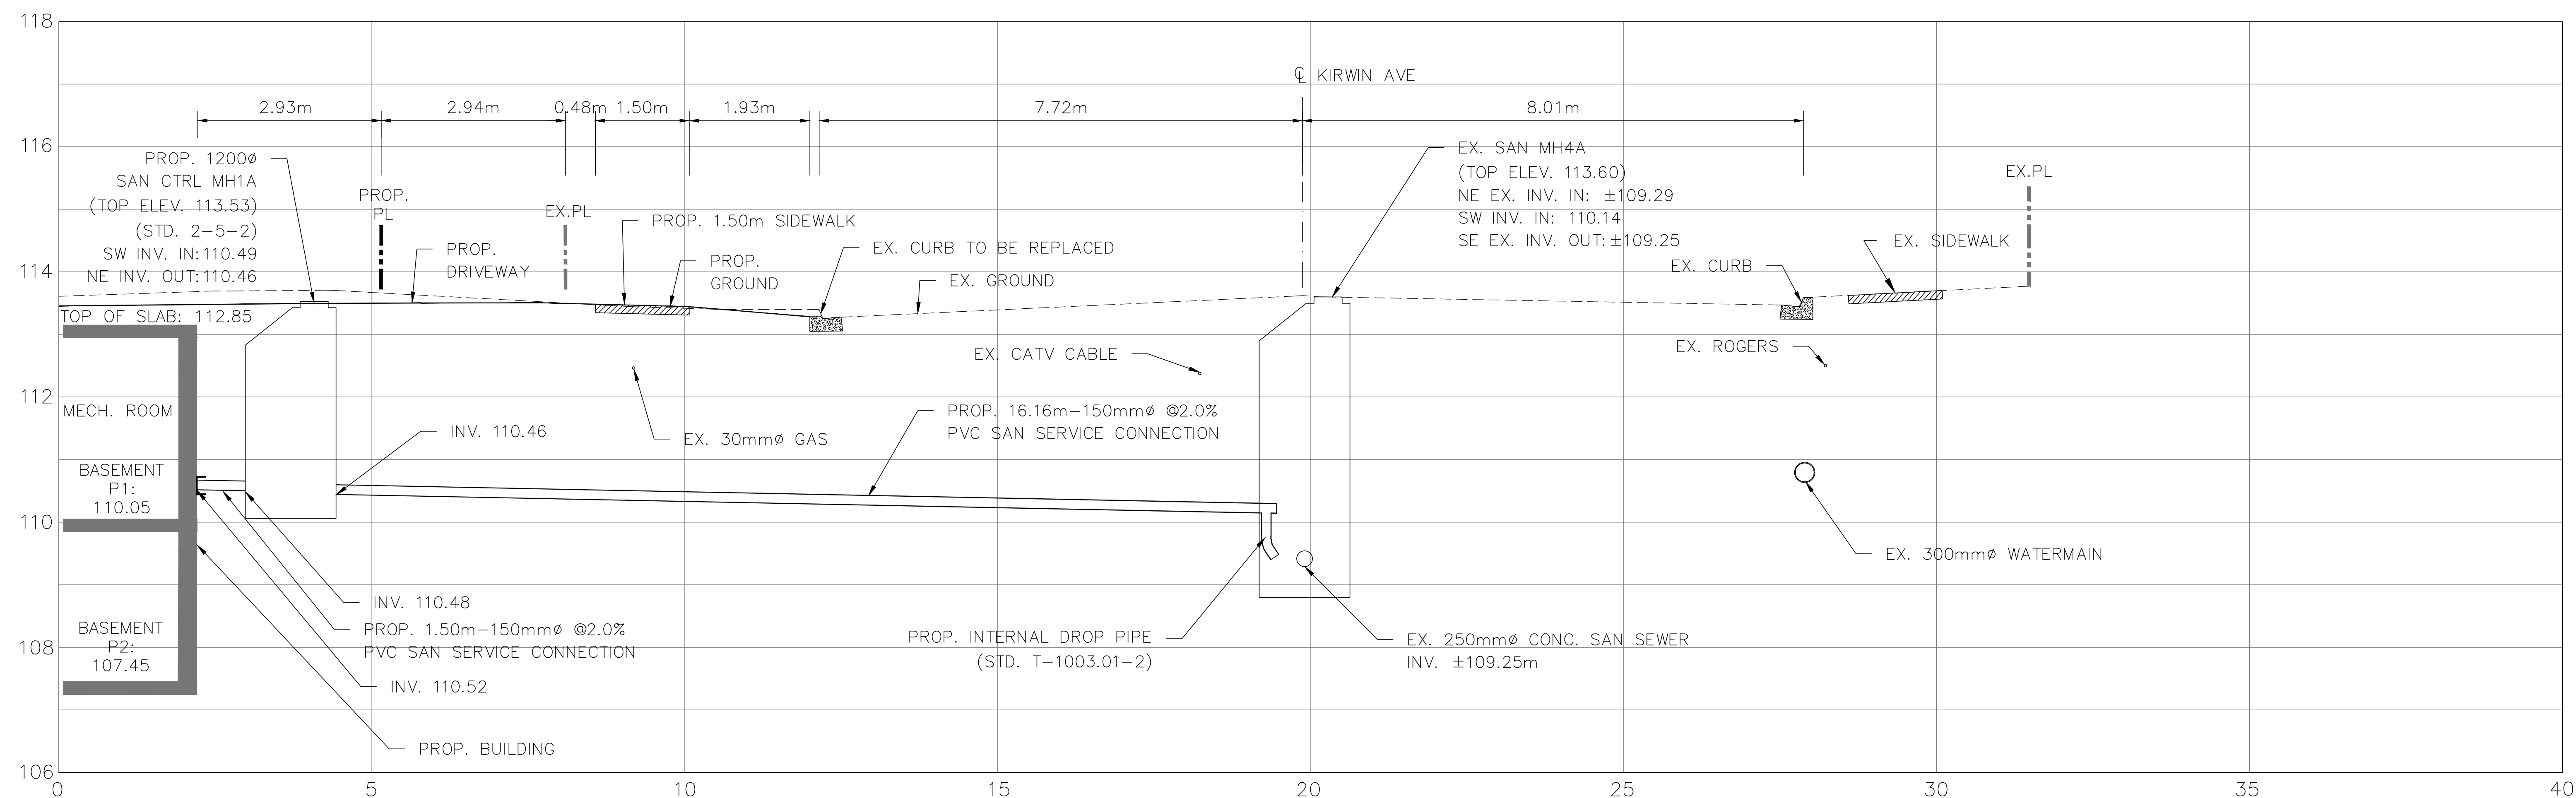 118
116
114
112
110
108
106
0
5
10
15
20
25
30
35
40
℄ KIRWIN AVE
2.93m
2.94m
0.48m
1.50m
1.93m
7.72m
8.01m
PROP. 1200ø
SAN CTRL MH1A
(TOP ELEV. 113.53)
(STD. 2-5-2)
SW INV. IN:110.49
NE INV. OUT:110.46
PROP.
PL
EX.PL
PROP.
DRIVEWAY
PROP. 1.50m SIDEWALK
PROP.
GROUND
EX. CURB TO BE REPLACED
EX. GROUND
EX. SAN MH4A
(TOP ELEV. 113.60)
NE EX. INV. IN: ±109.29
SW INV. IN: 110.14
SE EX. INV. OUT:±109.25
EX. CURB
EX. SIDEWALK
EX.PL
TOP OF SLAB: 112.85
MECH. ROOM
BASEMENT
P1:
110.05
BASEMENT
P2:
107.45
INV. 110.46
EX. 30mmø GAS
EX. CATV CABLE
PROP. 16.16m-150mmø @2.0%
PVC SAN SERVICE CONNECTION
EX. ROGERS
EX. 300mmø WATERMAIN
INV. 110.48
PROP. 1.50m-150mmø @2.0%
PVC SAN SERVICE CONNECTION
INV. 110.52
PROP. BUILDING
PROP. INTERNAL DROP PIPE
(STD. T-1003.01-2)
EX. 250mmø CONC. SAN SEWER
INV. ±109.25m